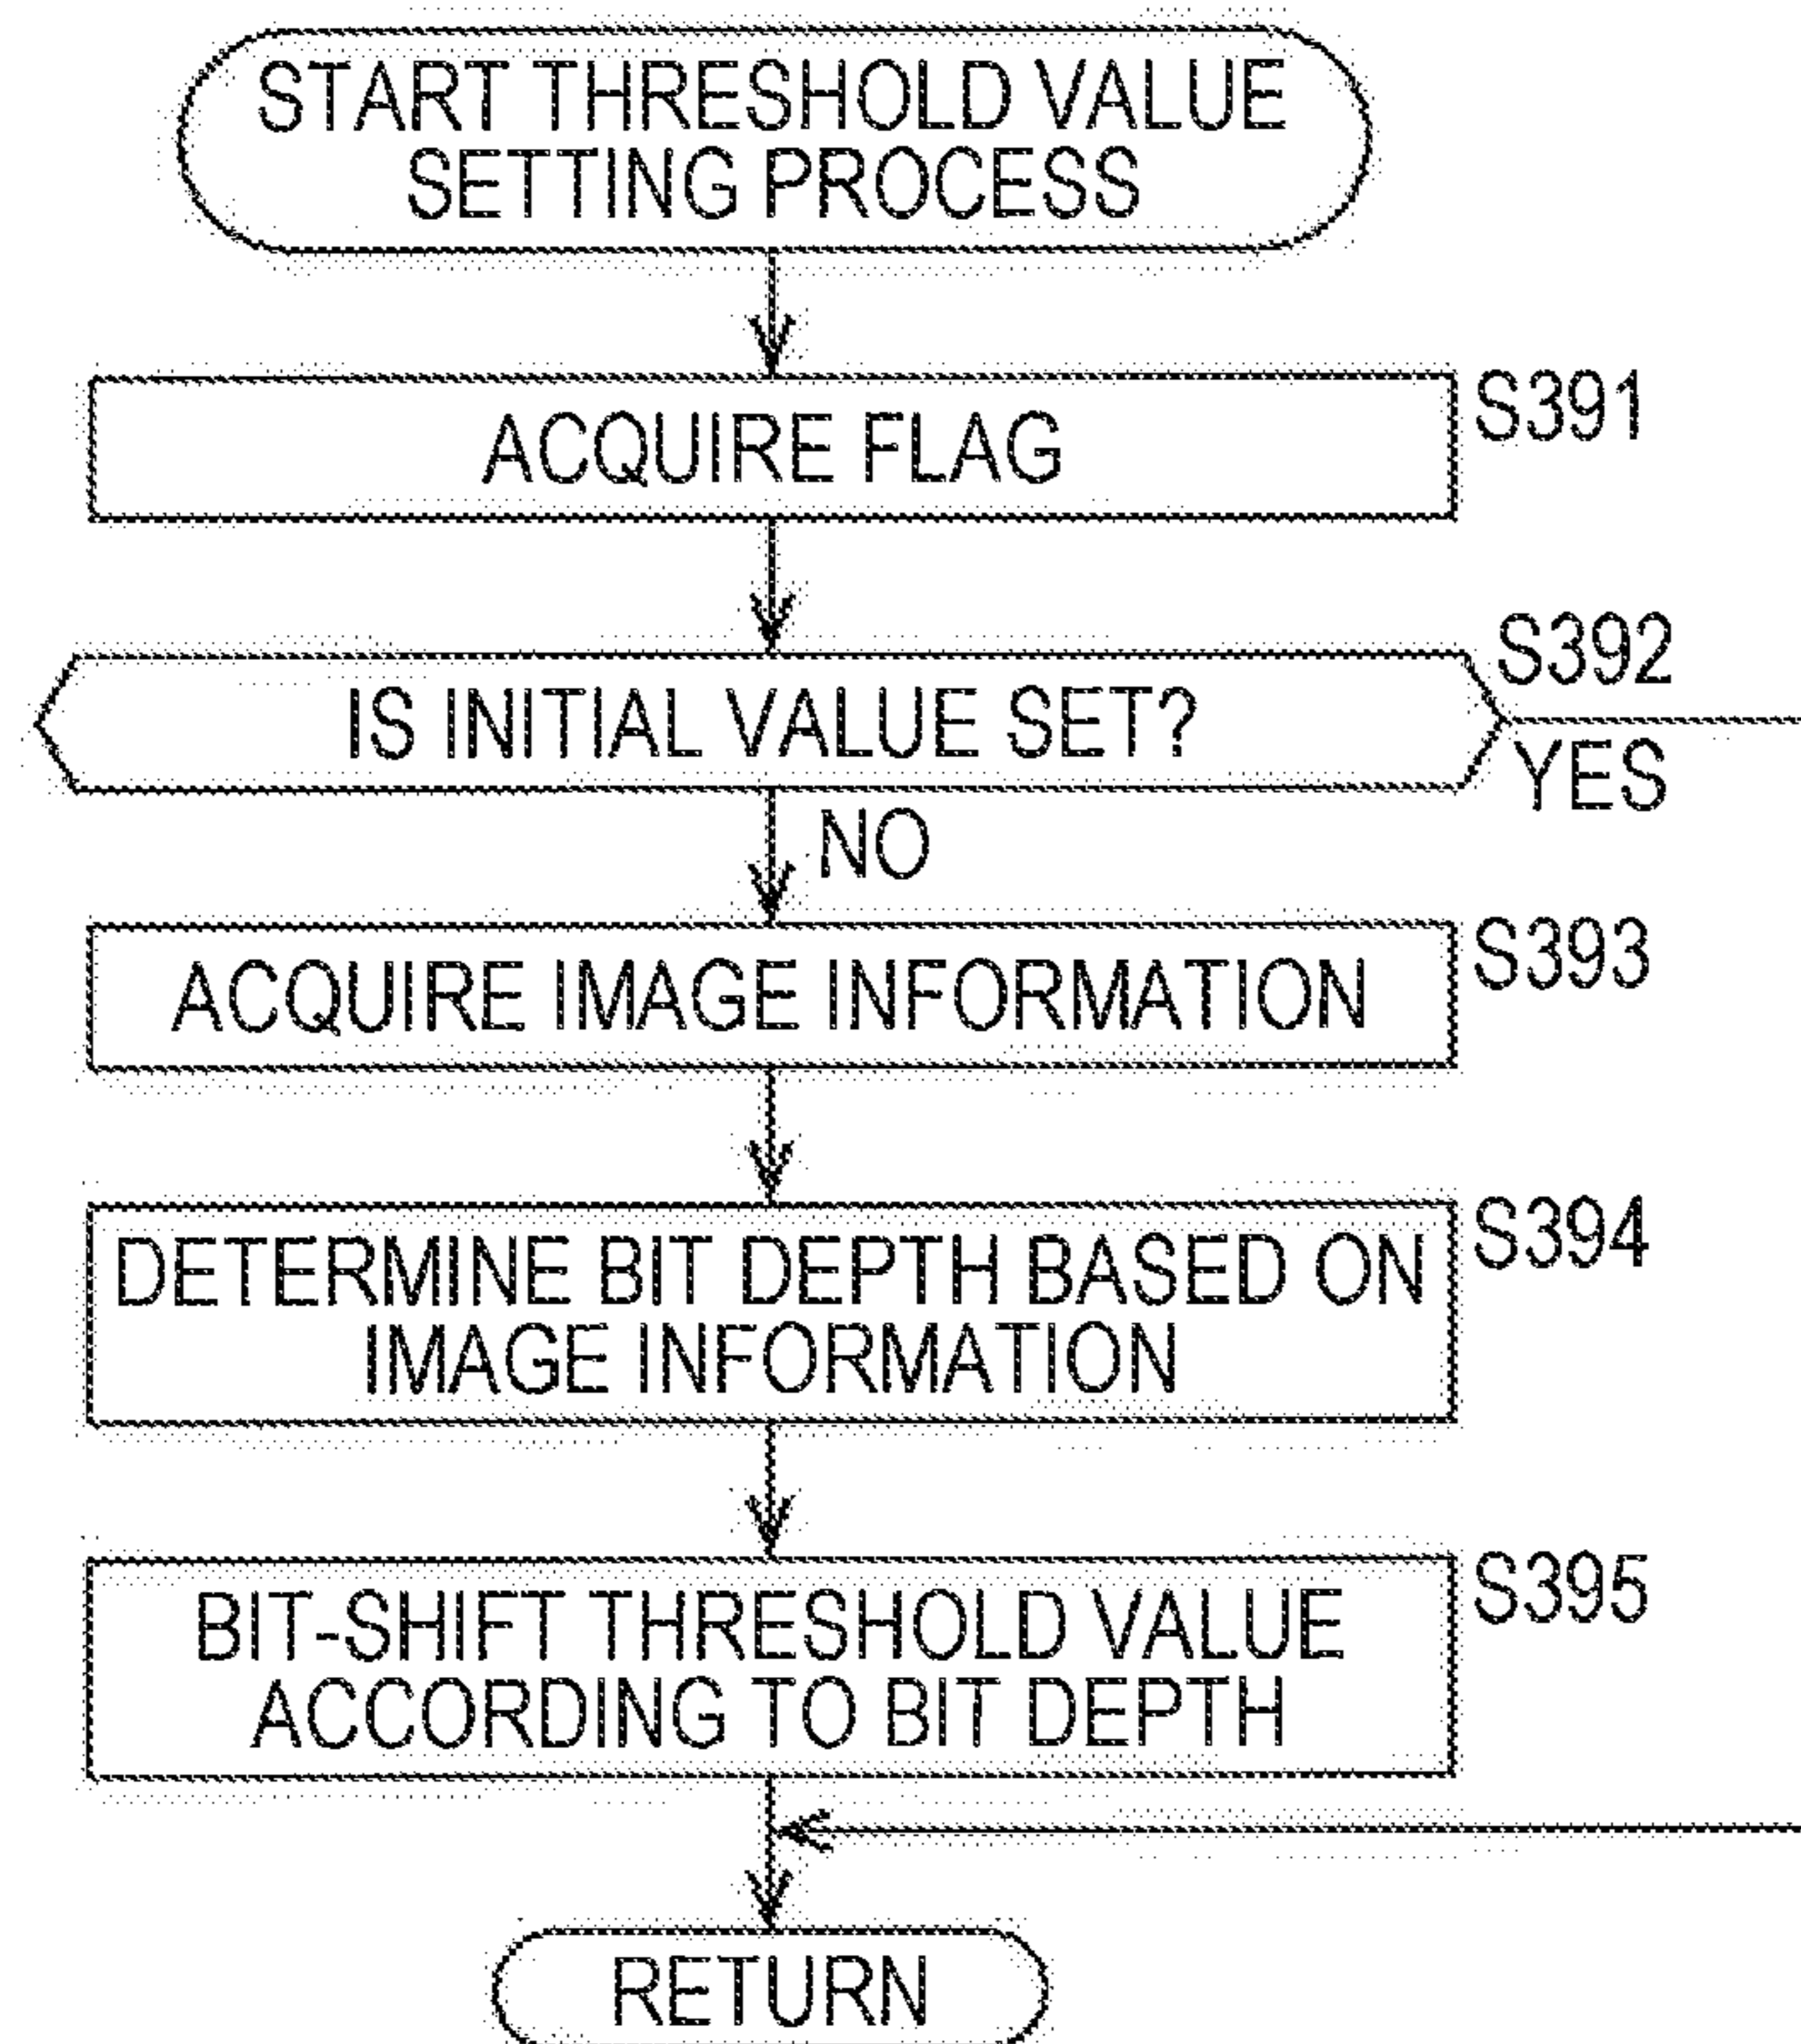 START THRESHOLD VALUE
SETTING PROCESS
ACQUIRE FLAG
S391
IS INITIAL VALUE SET?
S392
YES
NO
ACQUIRE IMAGE INFORMATION
S393
DETERMINE BIT DEPTH BASED ON
IMAGE INFORMATION
S394
BIT-SHIFT THRESHOLD VALUE
ACCORDING TO BIT DEPTH
S395
RETURN